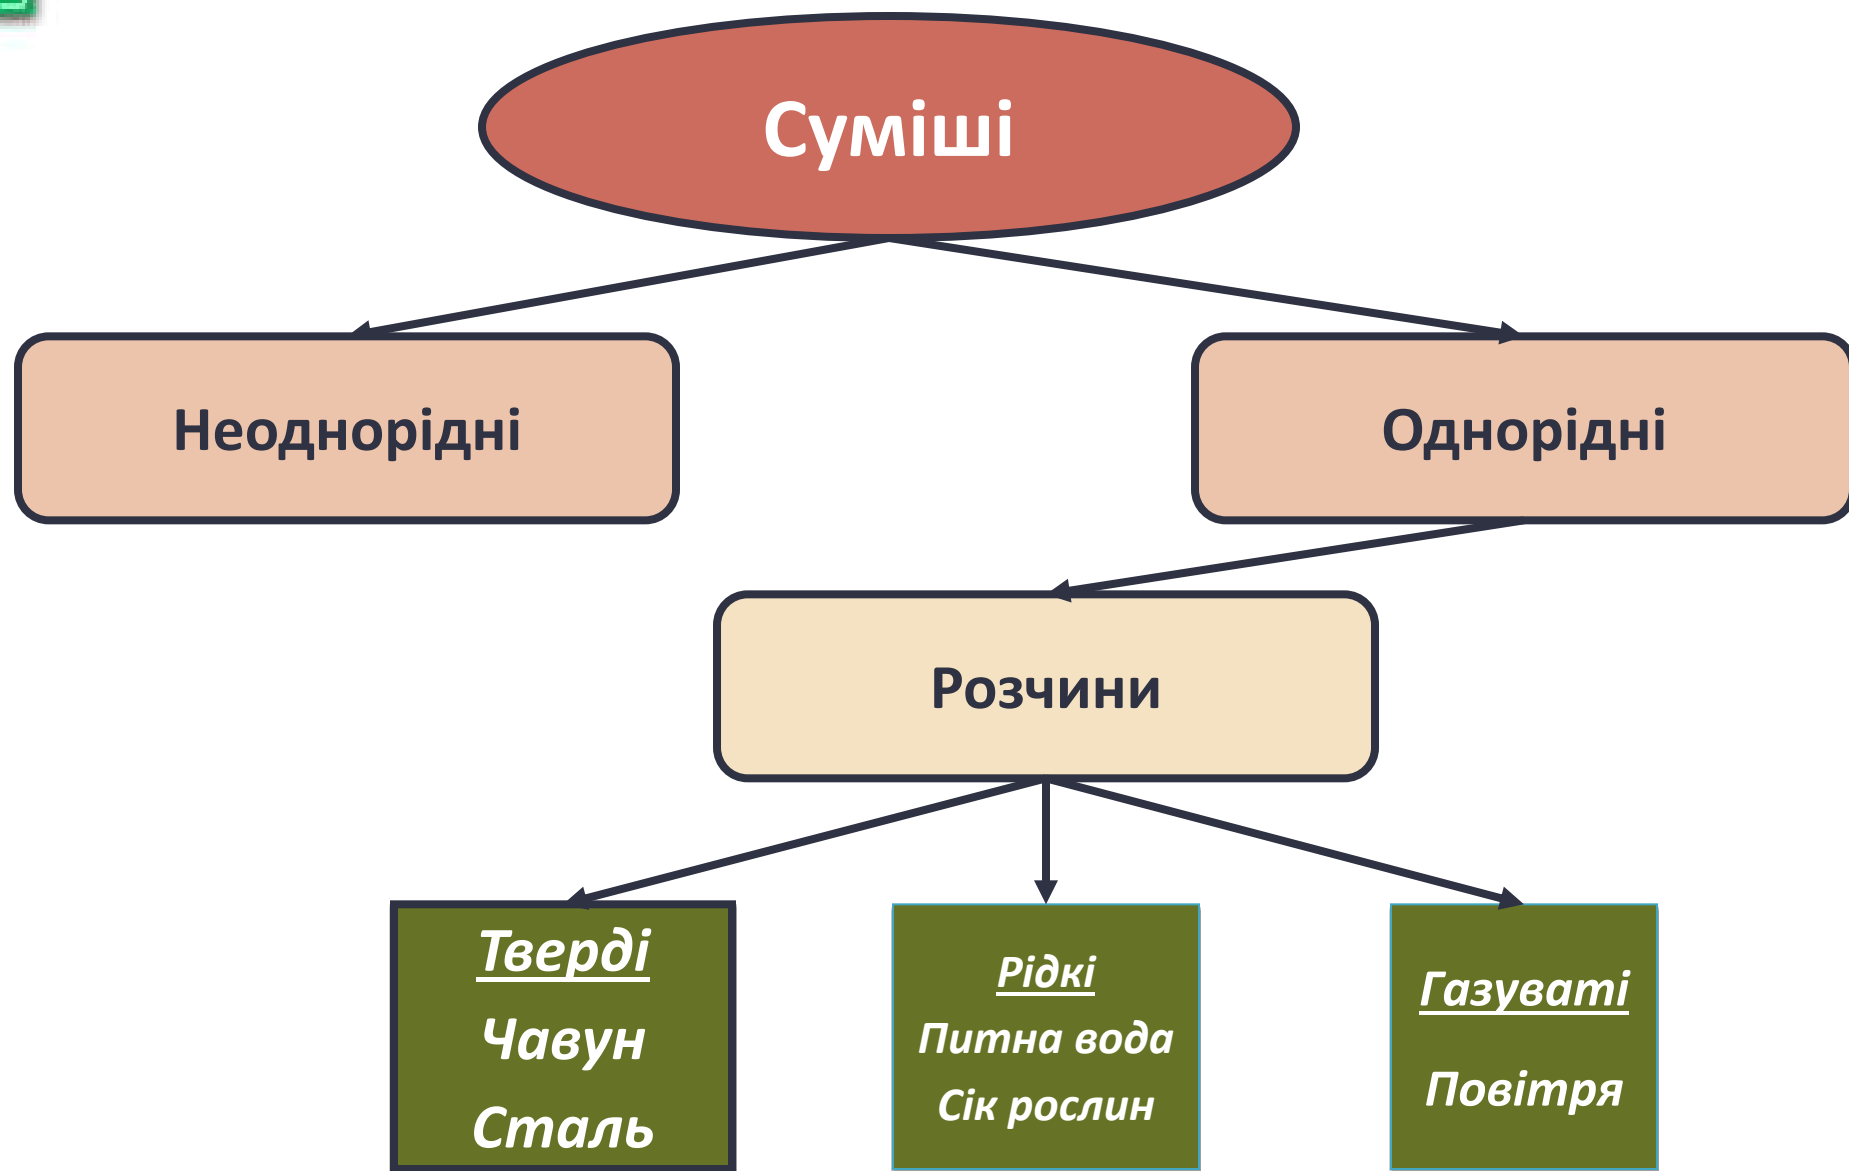 Суміші
Неоднорідні
Однорідні
Розчини
Тверді
Чавун
Сталь
Рідкі
Питна вода
Сік рослин
Газуваті
Повітря